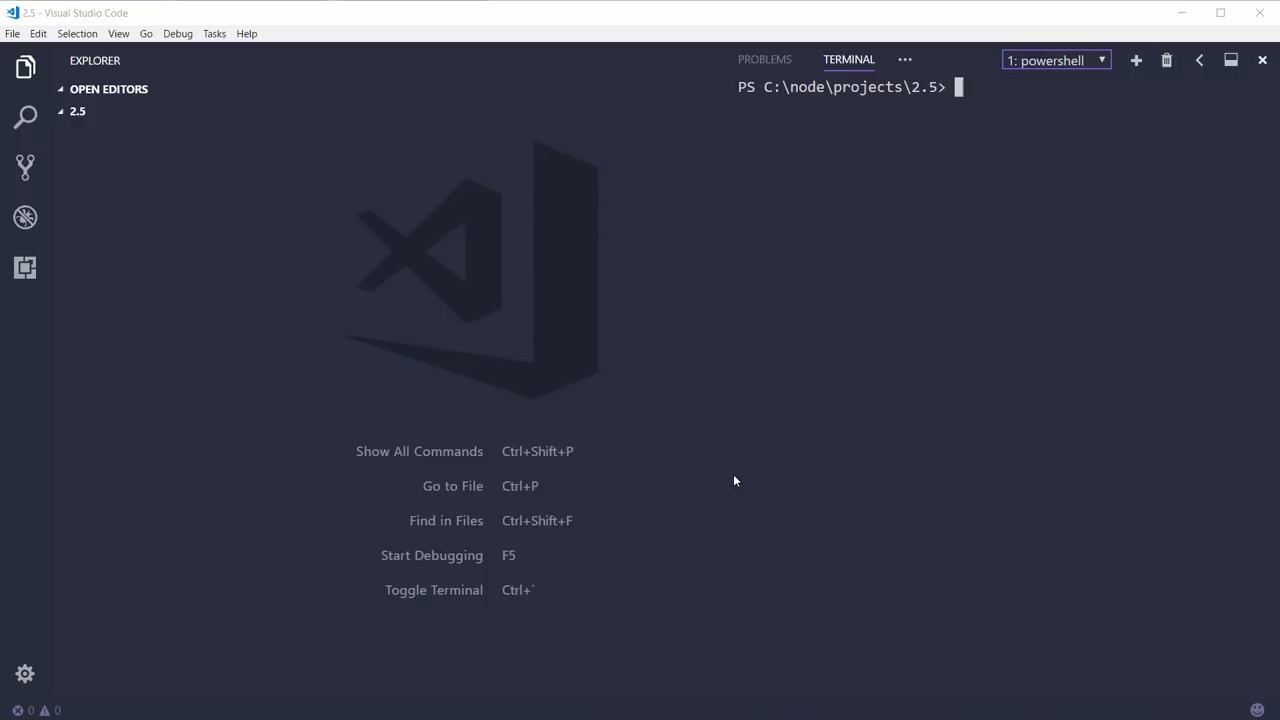 2.5 - Visual Studio Code
File Edit Selection View Go Debug Tasks Help
EXPLORER
OPEN EDITORS
2.5
PROBLEMS TERMINAL ••• 1: powershell
PS C:\node\projects\2.5>
Show All Commands Ctrl+Shift+P
Go to File Ctrl+P
Find in Files Ctrl+Shift+F
Start Debugging F5
Toggle Terminal Ctrl+`
0 0